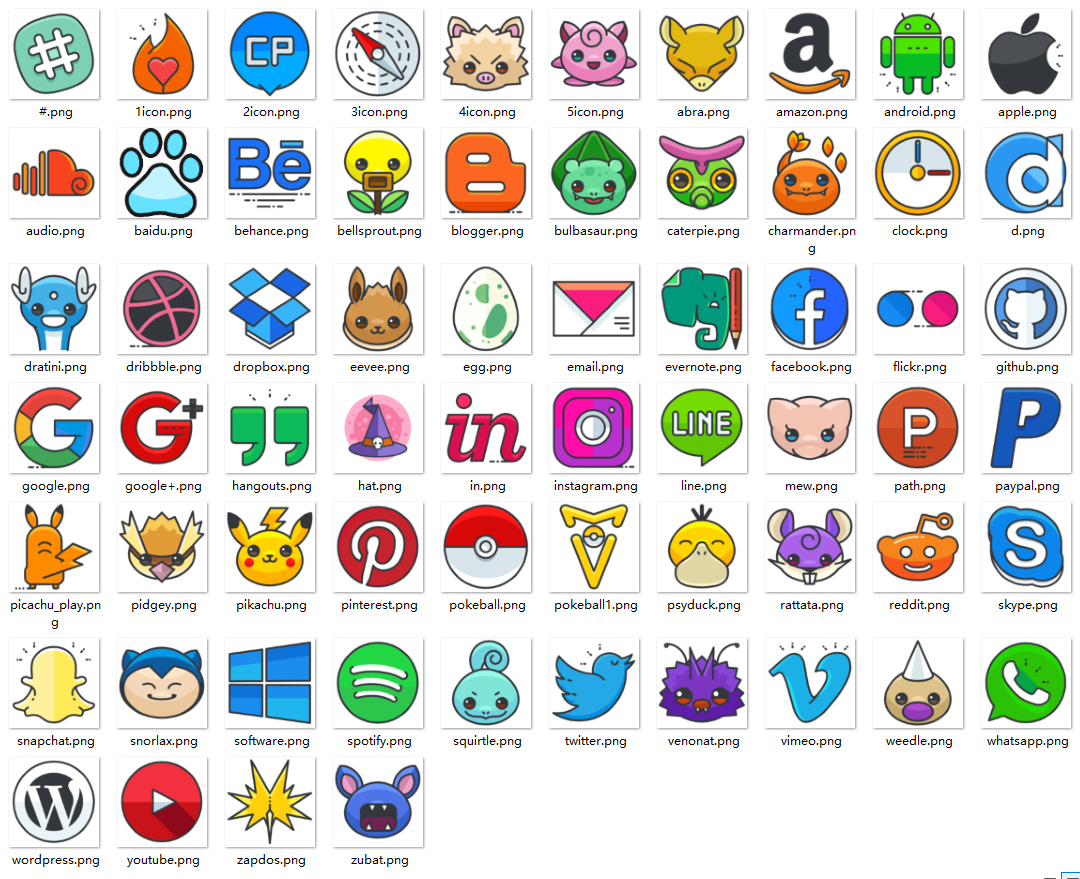 CP
a
#.png
1icon.png
2icon.png
3icon.png
4icon.png
5icon.png
abra.png
amazon.png
android.png
apple.png
Bē
B
d
audio.png
baidu.png
behance.png
bellsprout.png
blogger.png
bulbasaur.png
caterpie.png
charmander.pn
g
clock.png
d.png
f
dratini.png
dribbble.png
dropbox.png
eevee.png
egg.png
email.png
evernote.png
facebook.png
flickr.png
github.png
G
G+
in
LINE
P
P
google.png
google+.png
hangouts.png
hat.png
in.png
instagram.png
line.png
mew.png
path.png
paypal.png
P
S
picachu_play.pn
g
pidgey.png
pikachu.png
pinterest.png
pokeball.png
pokeball1.png
psyduck.png
rattata.png
reddit.png
skype.png
V
snapchat.png
snorlax.png
software.png
spotify.png
squirtle.png
twitter.png
venonat.png
vimeo.png
weedle.png
whatsapp.png
W
wordpress.png
youtube.png
zapdos.png
zubat.png